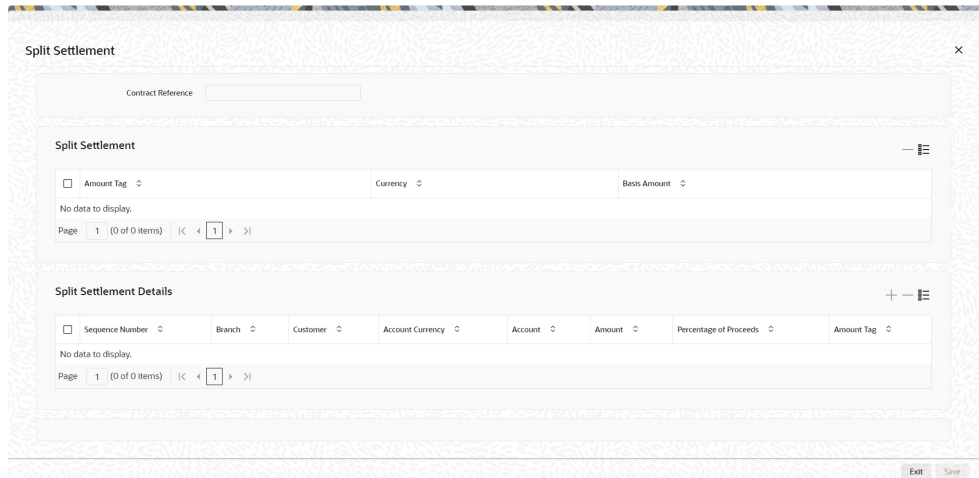 Split Settlement
Contract Reference
Split Settlement
Amount Tag Currency Basis Amount
No data to display.
Page 1 (0 of 0 items) 1
Split Settlement Details
Sequence Number Branch Customer Account Currency Account Amount Percentage of Proceeds Amount Tag
No data to display.
Page 1 (0 of 0 items) 1
Exit Save